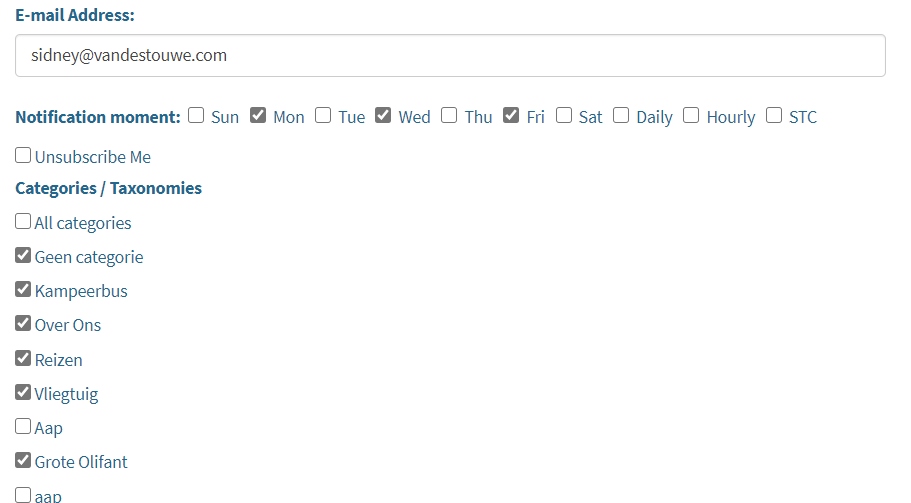 E-mail Address:
sidney@vandestouwe.com
Notification moment: Sun Mon Tue Wed Thu Fri Sat Daily Hourly STC
Unsubscribe Me
Categories / Taxonomies
All categories
Geen categorie
Kampeerbus
Over Ons
Reizen
Vliegtuig
Aap
Grote Olifant
aap